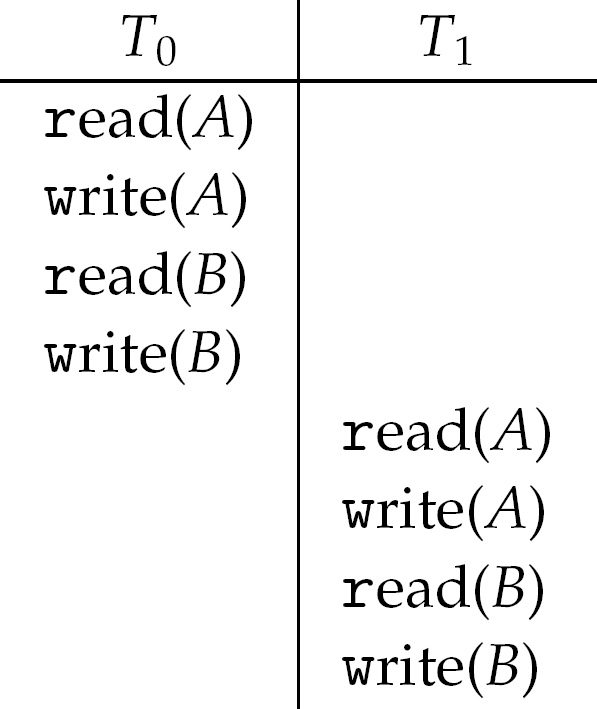 T₀ T₁
read(A)
write(A)
read(B)
write(B)
read(A)
write(A)
read(B)
write(B)